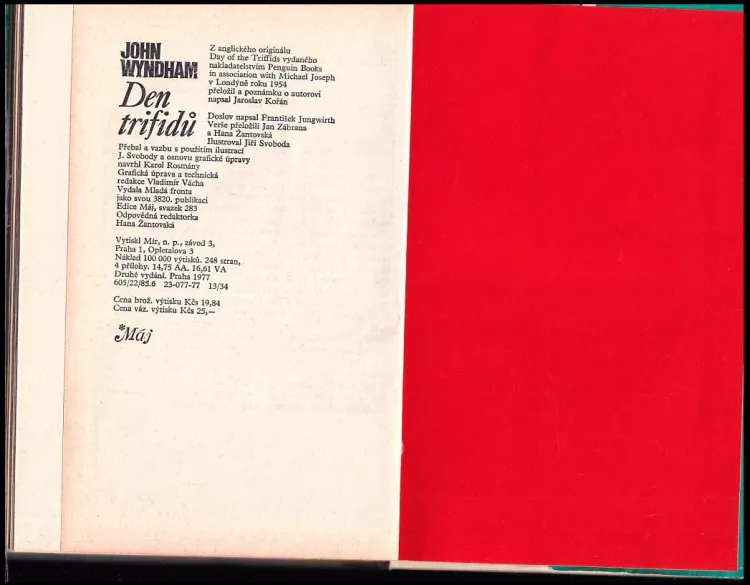 JOHN
WYNDHAM
Den
trifidů
Z anglického originálu
Day of the Triffids vydaného
nakladatelstvím Penguin Books
in association with Michael Joseph
v Londýně roku 1954
přeložil a poznámku o autorovi
napsal Jaroslav Kořán
Doslov napsal František Jungwirth
Verše přeložili Jan Zábrana
a Hana Žantovská
Ilustroval Jiří Svoboda
Přebal a vazbu s použitím ilustrací
J. Svobody a osnovu grafické úpravy
navrhl Karol Rosmány
Grafická úprava a technická
redakce Vladimír Vácha
Vydala Mladá fronta
jako svou 3820. publikaci
Edice Máj, svazek 283
Odpovědná redaktorka
Hana Žantovská
Vytiskl Mír, n. p., závod 3,
Praha 1, Opletalova 3
Náklad 100 000 výtisků. 248 stran,
4 přílohy. 14,75 AA. 16,61 VA
Druhé vydání. Praha 1977
605/22/85.6 23-077-77 13/34
Cena brož. výtisku Kčs 19,84
Cena váz. výtisku Kčs 25,—
*Máj